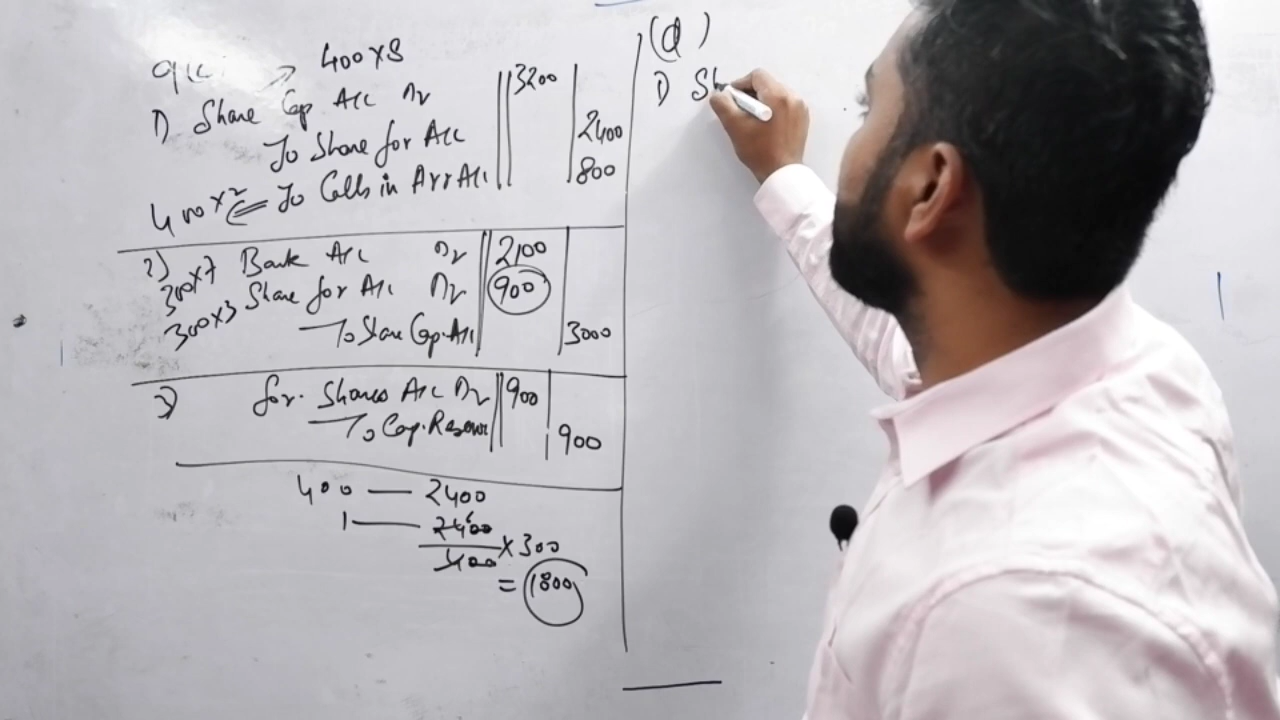 400×8
1) Share Cap A/c Dr 3200
To Share for A/c 2400
400×2 To Calls in Arr A/c 800
2)
300×7 Bank A/c Dr 2100
300×3 Share for A/c Dr 900
To Share Cap. A/c 3000
3) for. Shares A/c Dr 900
To Cap. Reserve 900
400 — 2400
1 — 2400
400 ×300
= 1800
(d)
1) Sh